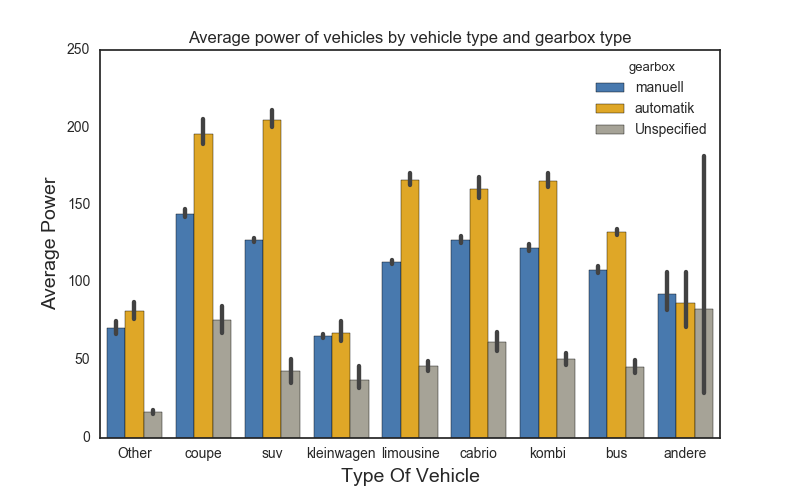 Average power of vehicles by vehicle type and gearbox type
gearbox
manuell
automatik
Unspecified
250
200
150
100
50
0
Average Power
Other coupe suv kleinwagen limousine cabrio kombi bus andere
Type Of Vehicle